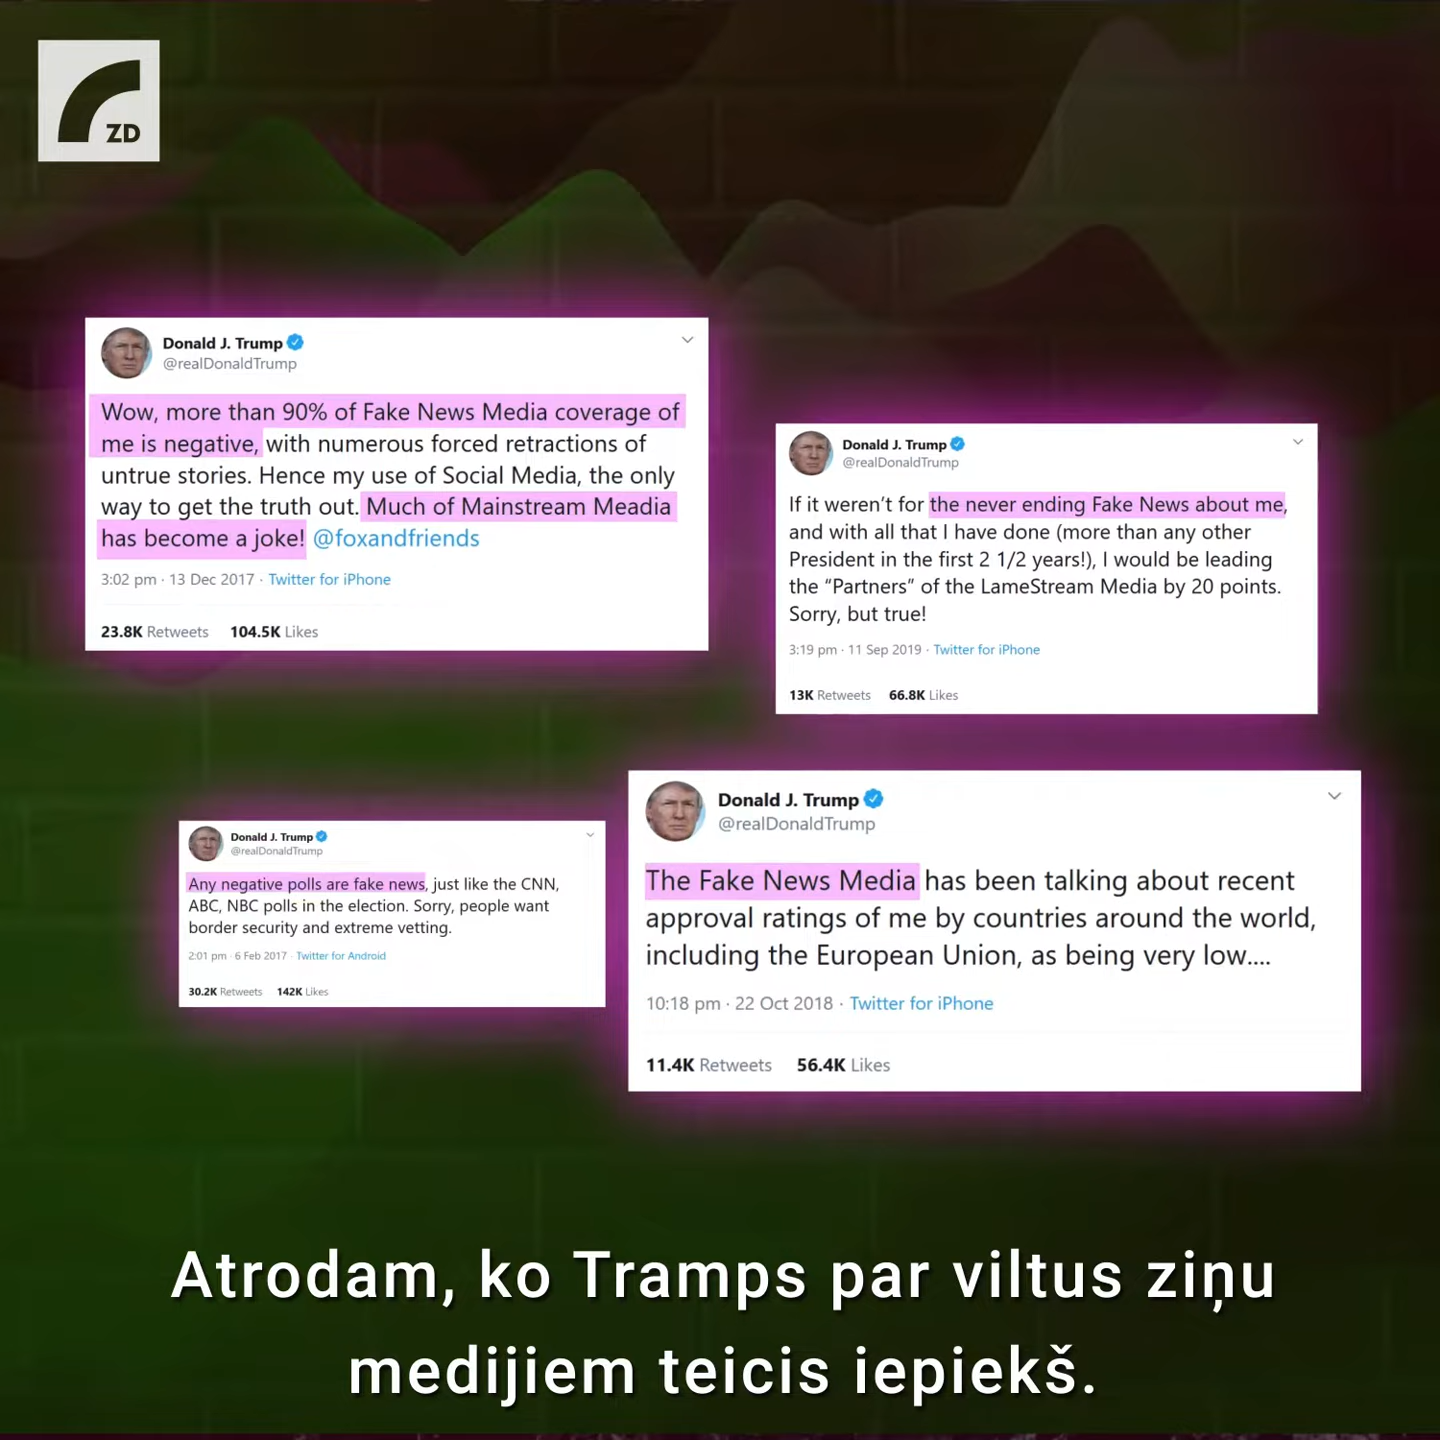 ZD
Donald J. Trump
@realDonaldTrump
Wow, more than 90% of Fake News Media coverage of
me is negative, with numerous forced retractions of
untrue stories. Hence my use of Social Media, the only
way to get the truth out. Much of Mainstream Meadia
has become a joke! @foxandfriends
3:02 pm · 13 Dec 2017 · Twitter for iPhone
23.8K Retweets 104.5K Likes
Donald J. Trump
@realDonaldTrump
If it weren’t for the never ending Fake News about me,
and with all that I have done (more than any other
President in the first 2 1/2 years!), I would be leading
the “Partners” of the LameStream Media by 20 points.
Sorry, but true!
3:19 pm · 11 Sep 2019 · Twitter for iPhone
13K Retweets 66.8K Likes
Donald J. Trump
@realDonaldTrump
Any negative polls are fake news, just like the CNN,
ABC, NBC polls in the election. Sorry, people want
border security and extreme vetting.
2:01 pm · 6 Feb 2017 · Twitter for Android
30.2K Retweets 142K Likes
Donald J. Trump
@realDonaldTrump
The Fake News Media has been talking about recent
approval ratings of me by countries around the world,
including the European Union, as being very low....
10:18 pm · 22 Oct 2018 · Twitter for iPhone
11.4K Retweets 56.4K Likes
Atrodam, ko Tramps par viltus ziņu
medijiem teicis iepiekš.